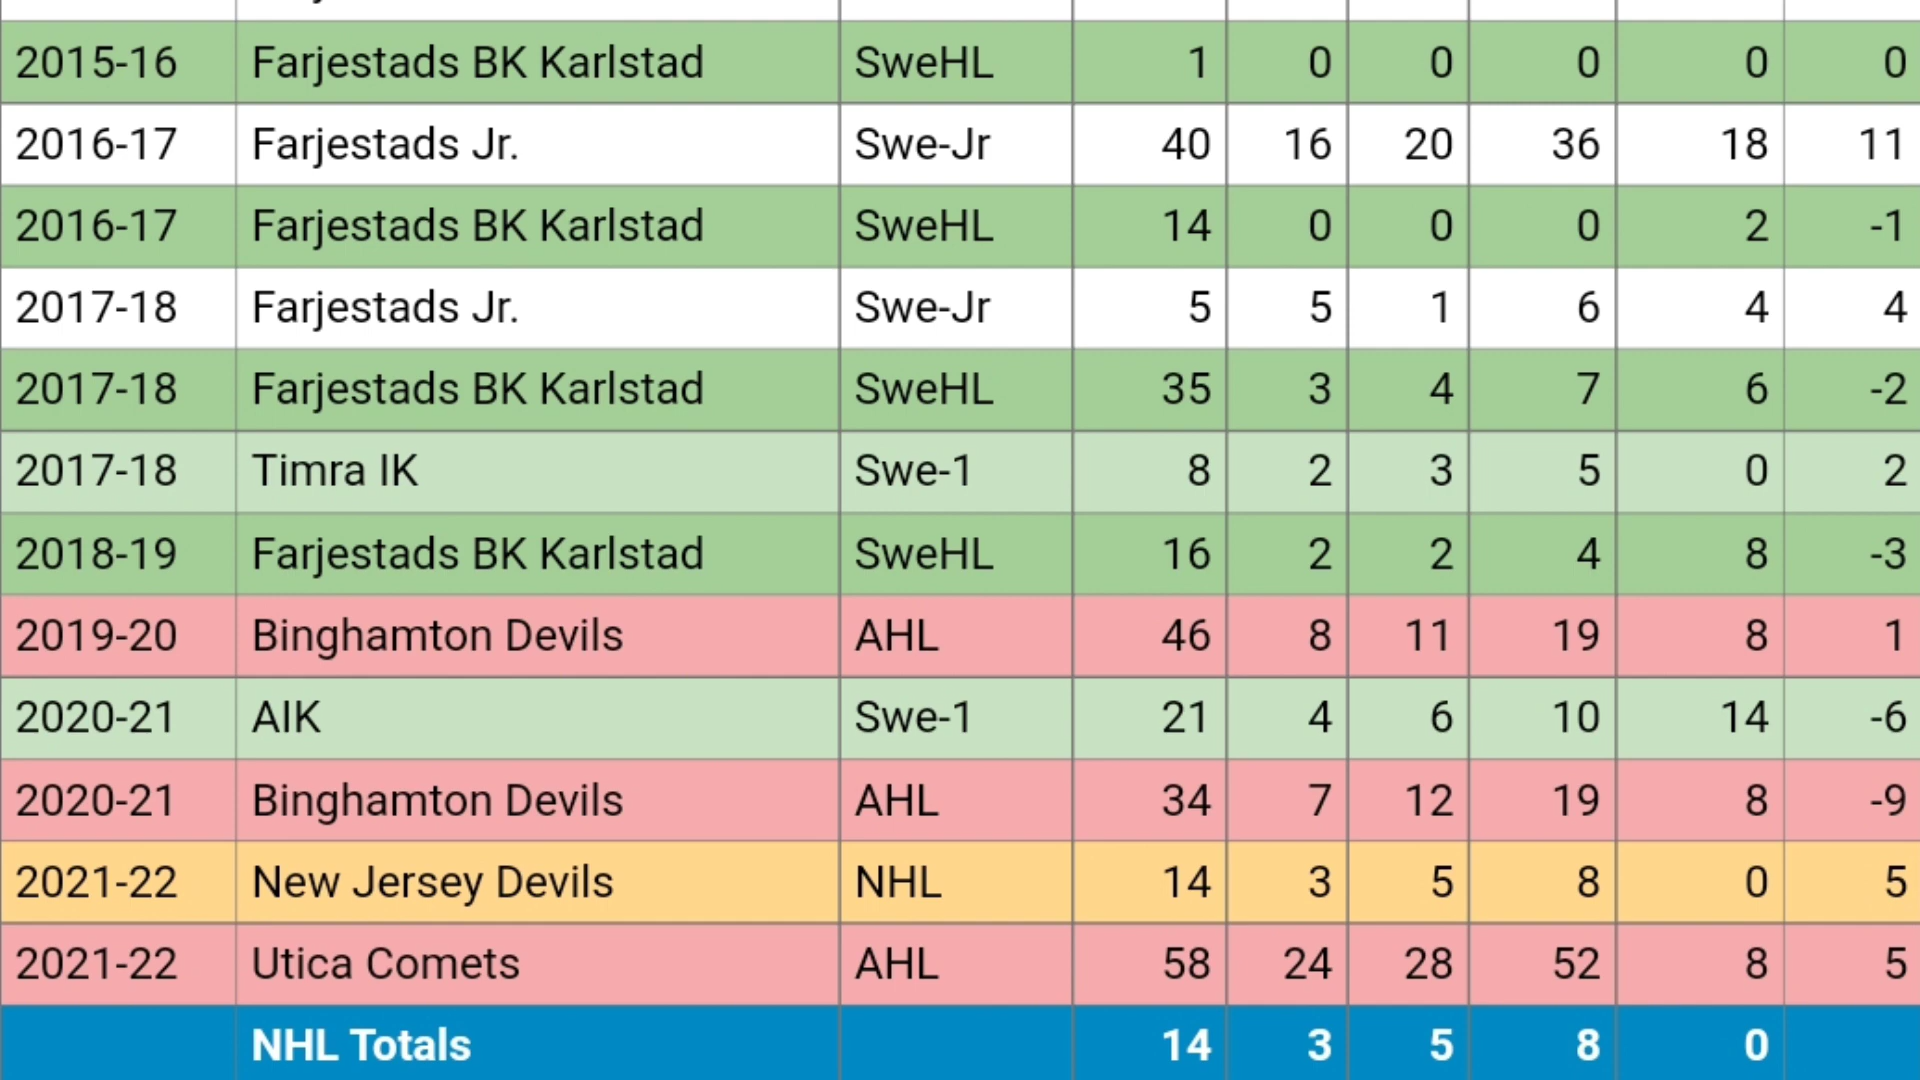 2015-16 Farjestads BK Karlstad SweHL 1 0 0 0 0 0
2016-17 Farjestads Jr. Swe-Jr 40 16 20 36 18 11
2016-17 Farjestads BK Karlstad SweHL 14 0 0 0 2 -1
2017-18 Farjestads Jr. Swe-Jr 5 5 1 6 4 4
2017-18 Farjestads BK Karlstad SweHL 35 3 4 7 6 -2
2017-18 Timra IK Swe-1 8 2 3 5 0 2
2018-19 Farjestads BK Karlstad SweHL 16 2 2 4 8 -3
2019-20 Binghamton Devils AHL 46 8 11 19 8 1
2020-21 AIK Swe-1 21 4 6 10 14 -6
2020-21 Binghamton Devils AHL 34 7 12 19 8 -9
2021-22 New Jersey Devils NHL 14 3 5 8 0 5
2021-22 Utica Comets AHL 58 24 28 52 8 5
NHL Totals 14 3 5 8 0